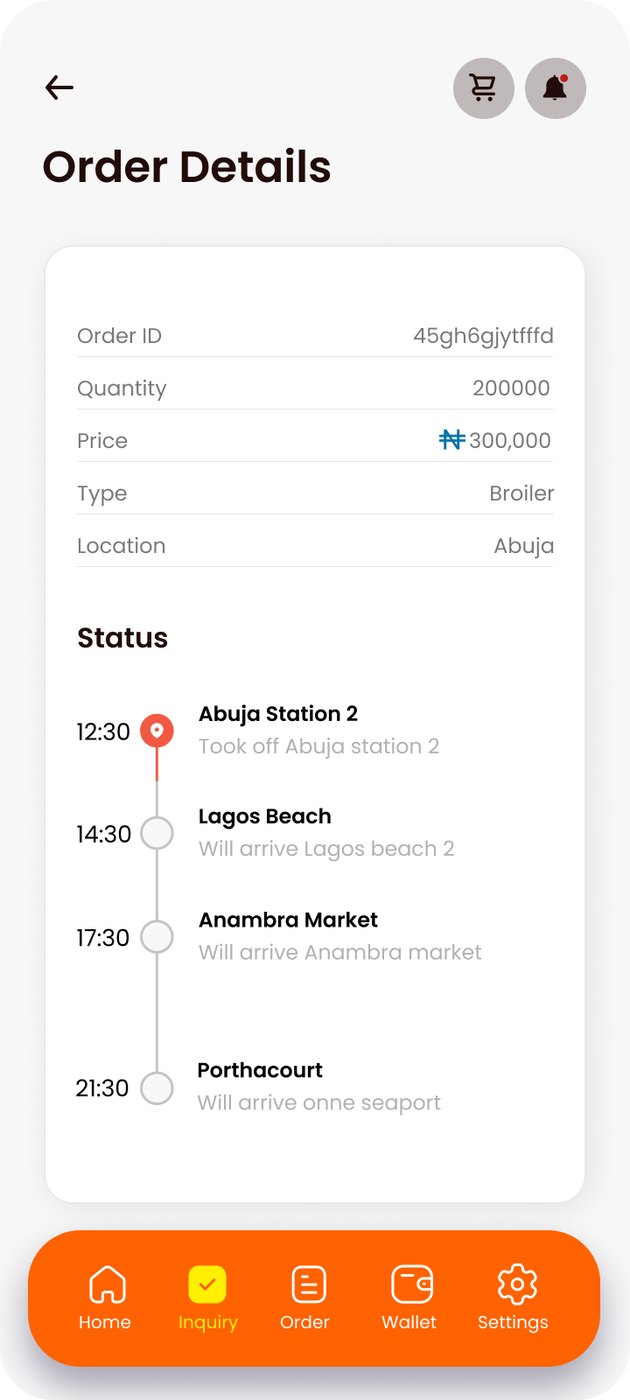 Order Details
Order ID 45gh6gjytfffd
Quantity 200000
Price ₦300,000
Type Broiler
Location Abuja
Status
12:30 Abuja Station 2
Took off Abuja station 2
14:30 Lagos Beach
Will arrive Lagos beach 2
17:30 Anambra Market
Will arrive Anambra market
21:30 Porthacourt
Will arrive onne seaport
Home Inquiry Order Wallet Settings